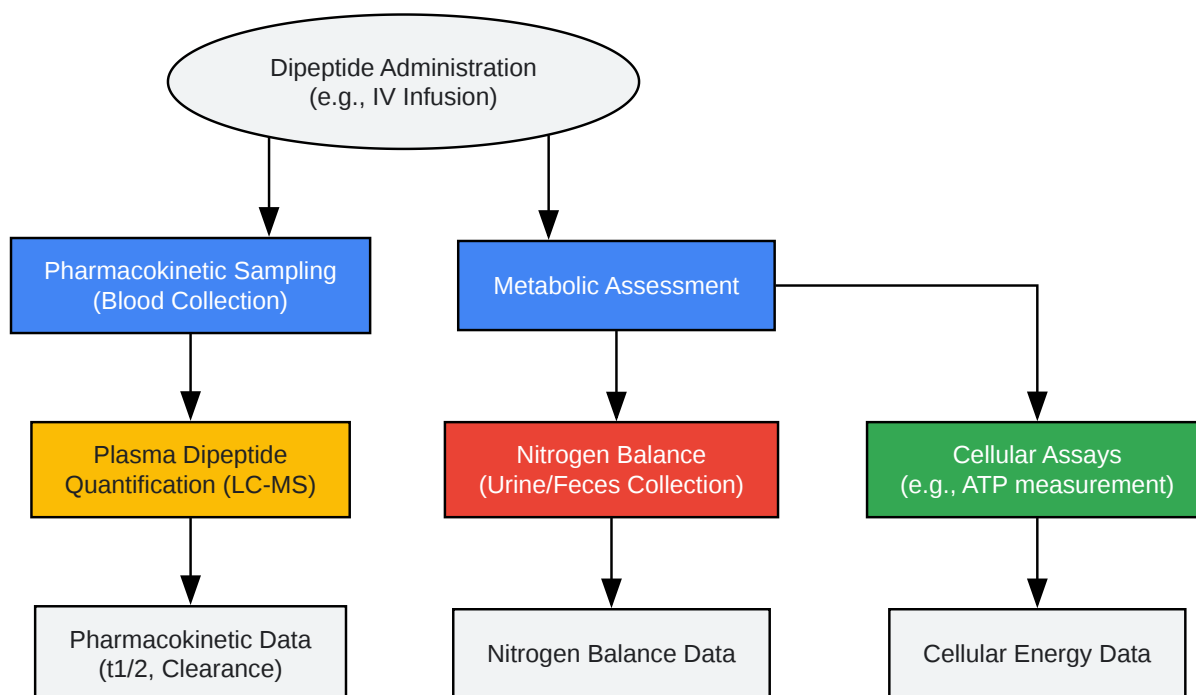 Dipeptide Administration
(e.g., IV Infusion)
Pharmacokinetic Sampling
(Blood Collection)
Metabolic Assessment
Plasma Dipeptide
Quantification (LC-MS)
Nitrogen Balance
(Urine/Feces Collection)
Cellular Assays
(e.g., ATP measurement)
Pharmacokinetic Data
(t1/2, Clearance)
Nitrogen Balance Data
Cellular Energy Data